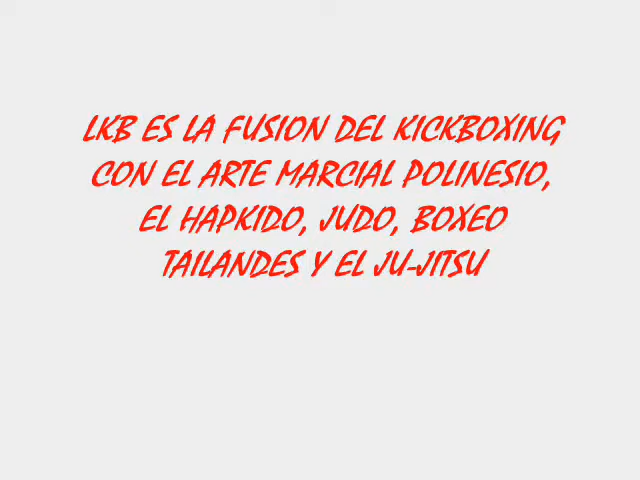 LKB ES LA FUSION DEL KICKBOXING
CON EL ARTE MARCIAL POLINESIO,
EL HAPKIDO, JUDO, BOXEO
TAILANDES Y EL JU-JITSU